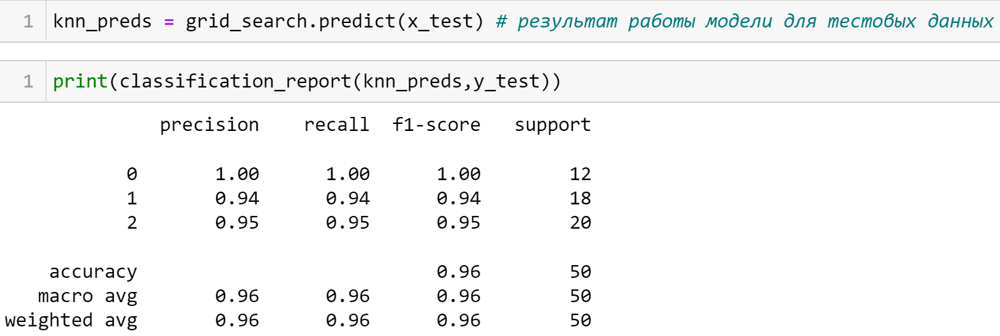 1 knn_preds = grid_search.predict(x_test) # результат работы модели для тестовых данных
1 print(classification_report(knn_preds,y_test))
precision recall f1-score support
0 1.00 1.00 1.00 12
1 0.94 0.94 0.94 18
2 0.95 0.95 0.95 20
accuracy 0.96 50
macro avg 0.96 0.96 0.96 50
weighted avg 0.96 0.96 0.96 50